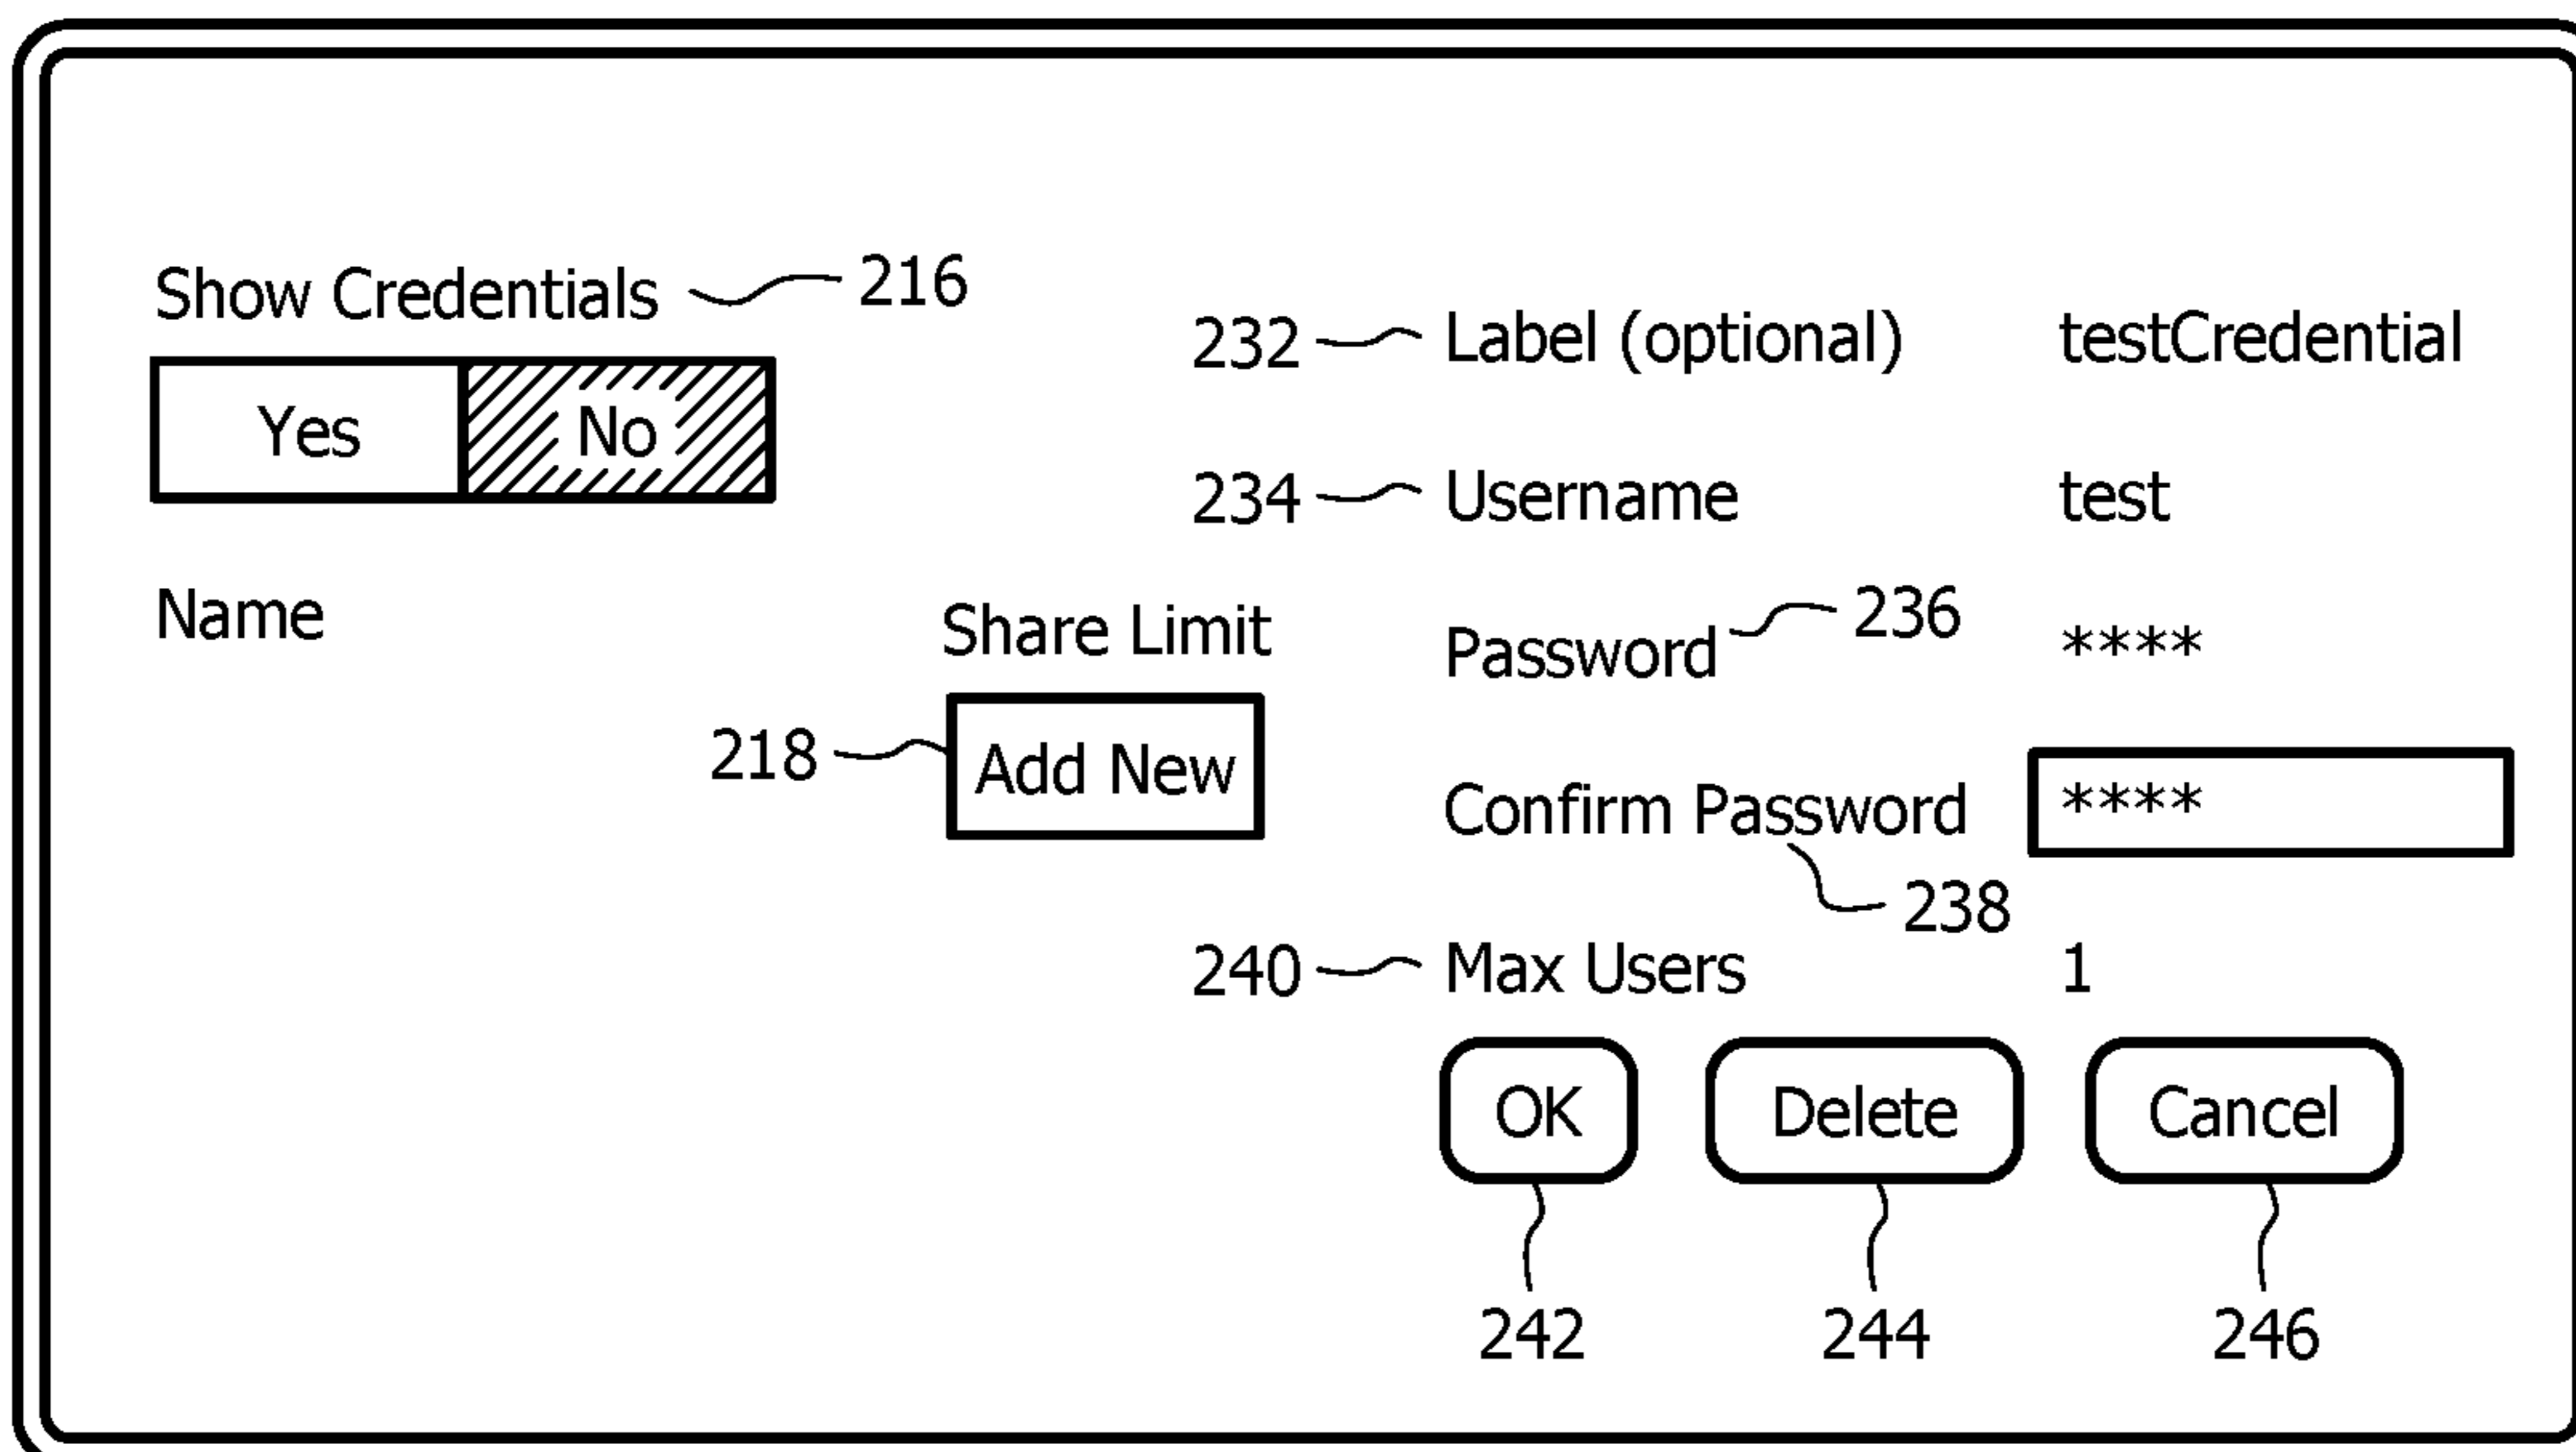 Show Credentials 216
Yes No
Name
Share Limit
218 Add New
232 Label (optional) testCredential
234 Username test
Password 236 ****
Confirm Password ****
238
240 Max Users 1
OK Delete Cancel
242 244 246